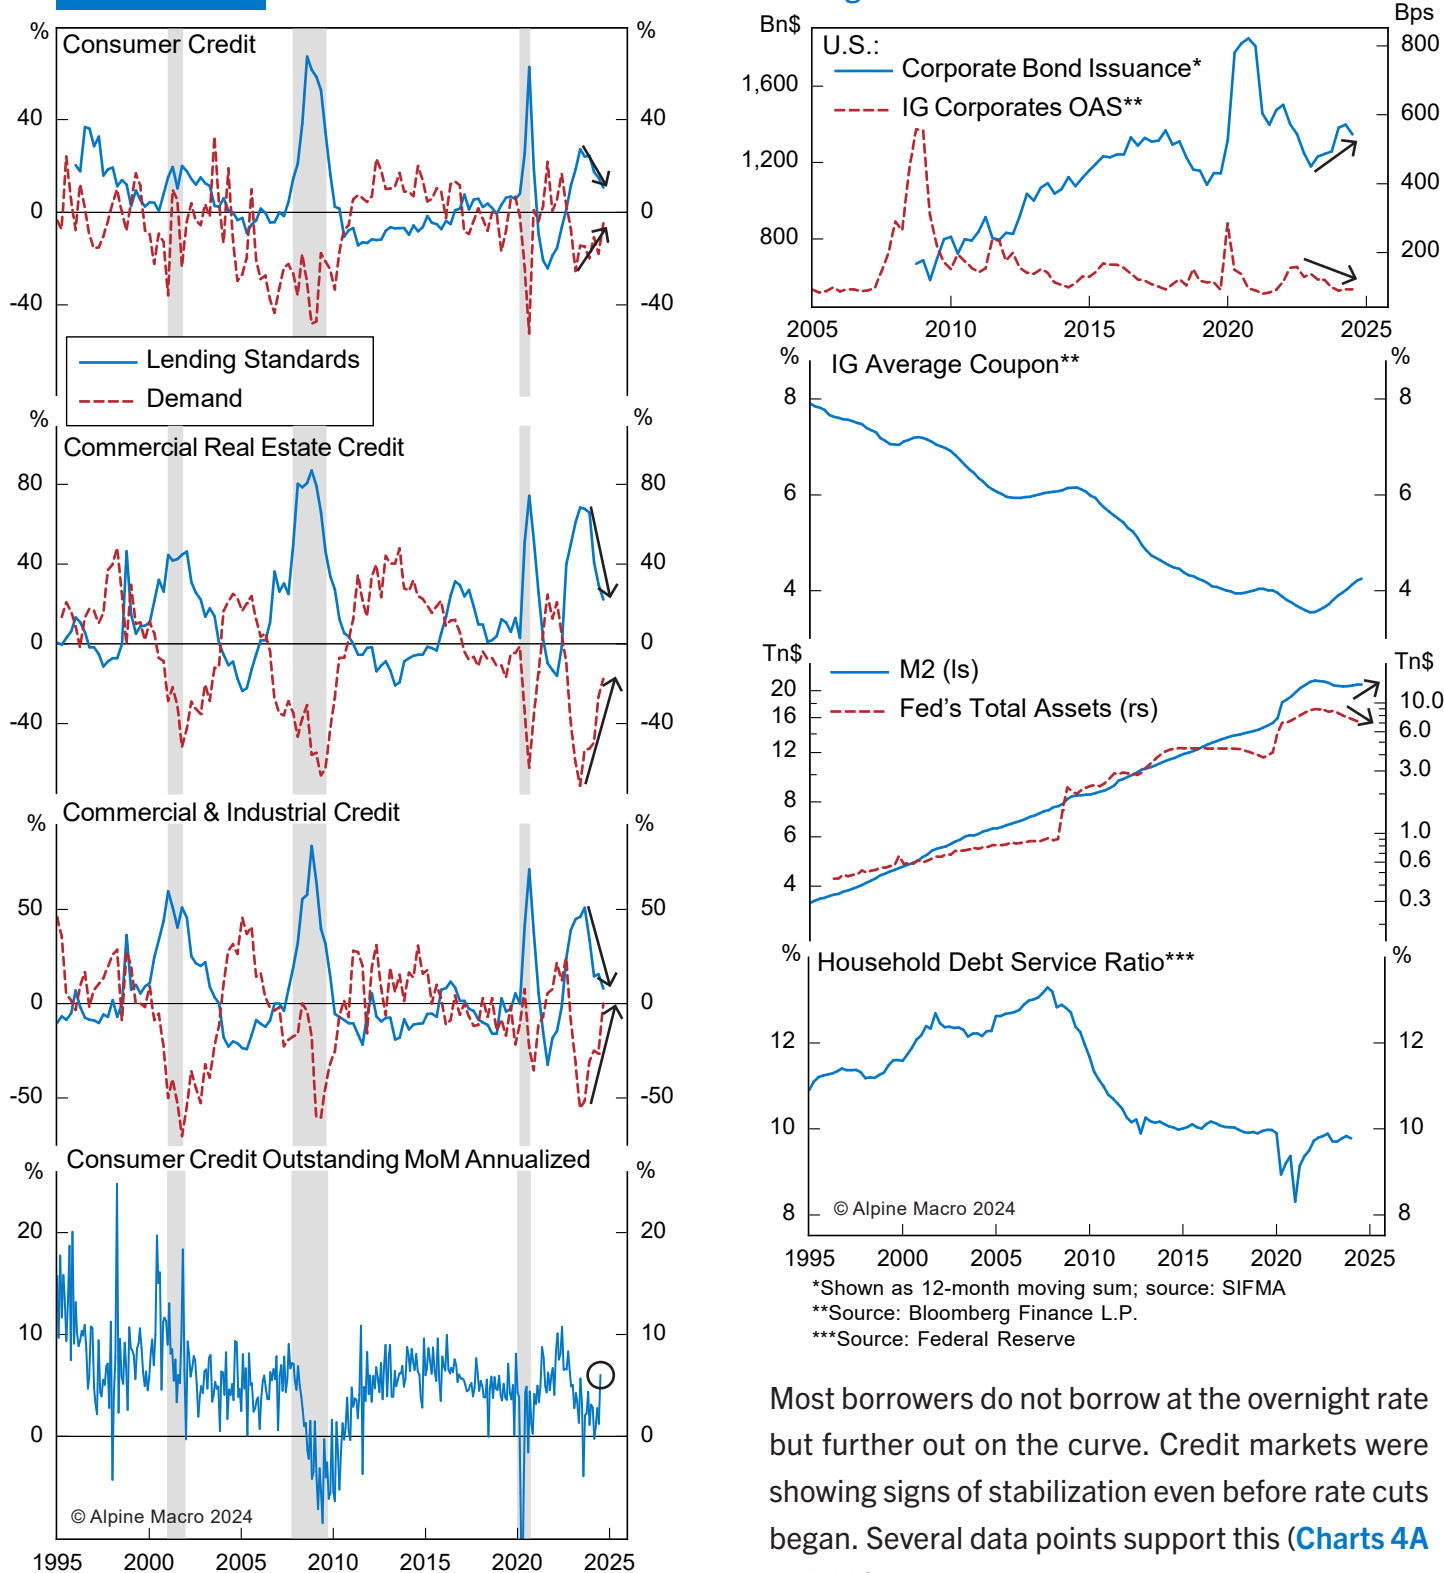 %
%
Consumer Credit
40
40
0
0
-40
-40
Lending Standards
Demand
%
%
Commercial Real Estate Credit
80
80
40
40
0
0
-40
-40
Commercial & Industrial Credit
%
%
50
50
0
0
-50
-50
Consumer Credit Outstanding MoM Annualized
%
%
20
20
10
10
0
0
© Alpine Macro 2024
1995 2000 2005 2010 2015 2020 2025
Bn$
Bps
U.S.:
Corporate Bond Issuance*
IG Corporates OAS**
1,600
1,200
800
800
600
400
200
2005 2010 2015 2020 2025
%
%
IG Average Coupon**
8
8
6
6
4
4
Tn$
Tn$
M2 (ls)
Fed's Total Assets (rs)
20
16
12
8
6
4
10.0
6.0
3.0
1.0
0.6
0.3
%
%
Household Debt Service Ratio***
12
12
10
10
8
8
© Alpine Macro 2024
1995 2000 2005 2010 2015 2020 2025
*Shown as 12-month moving sum; source: SIFMA
**Source: Bloomberg Finance L.P.
***Source: Federal Reserve
Most borrowers do not borrow at the overnight rate
but further out on the curve. Credit markets were
showing signs of stabilization even before rate cuts
began. Several data points support this (Charts 4A